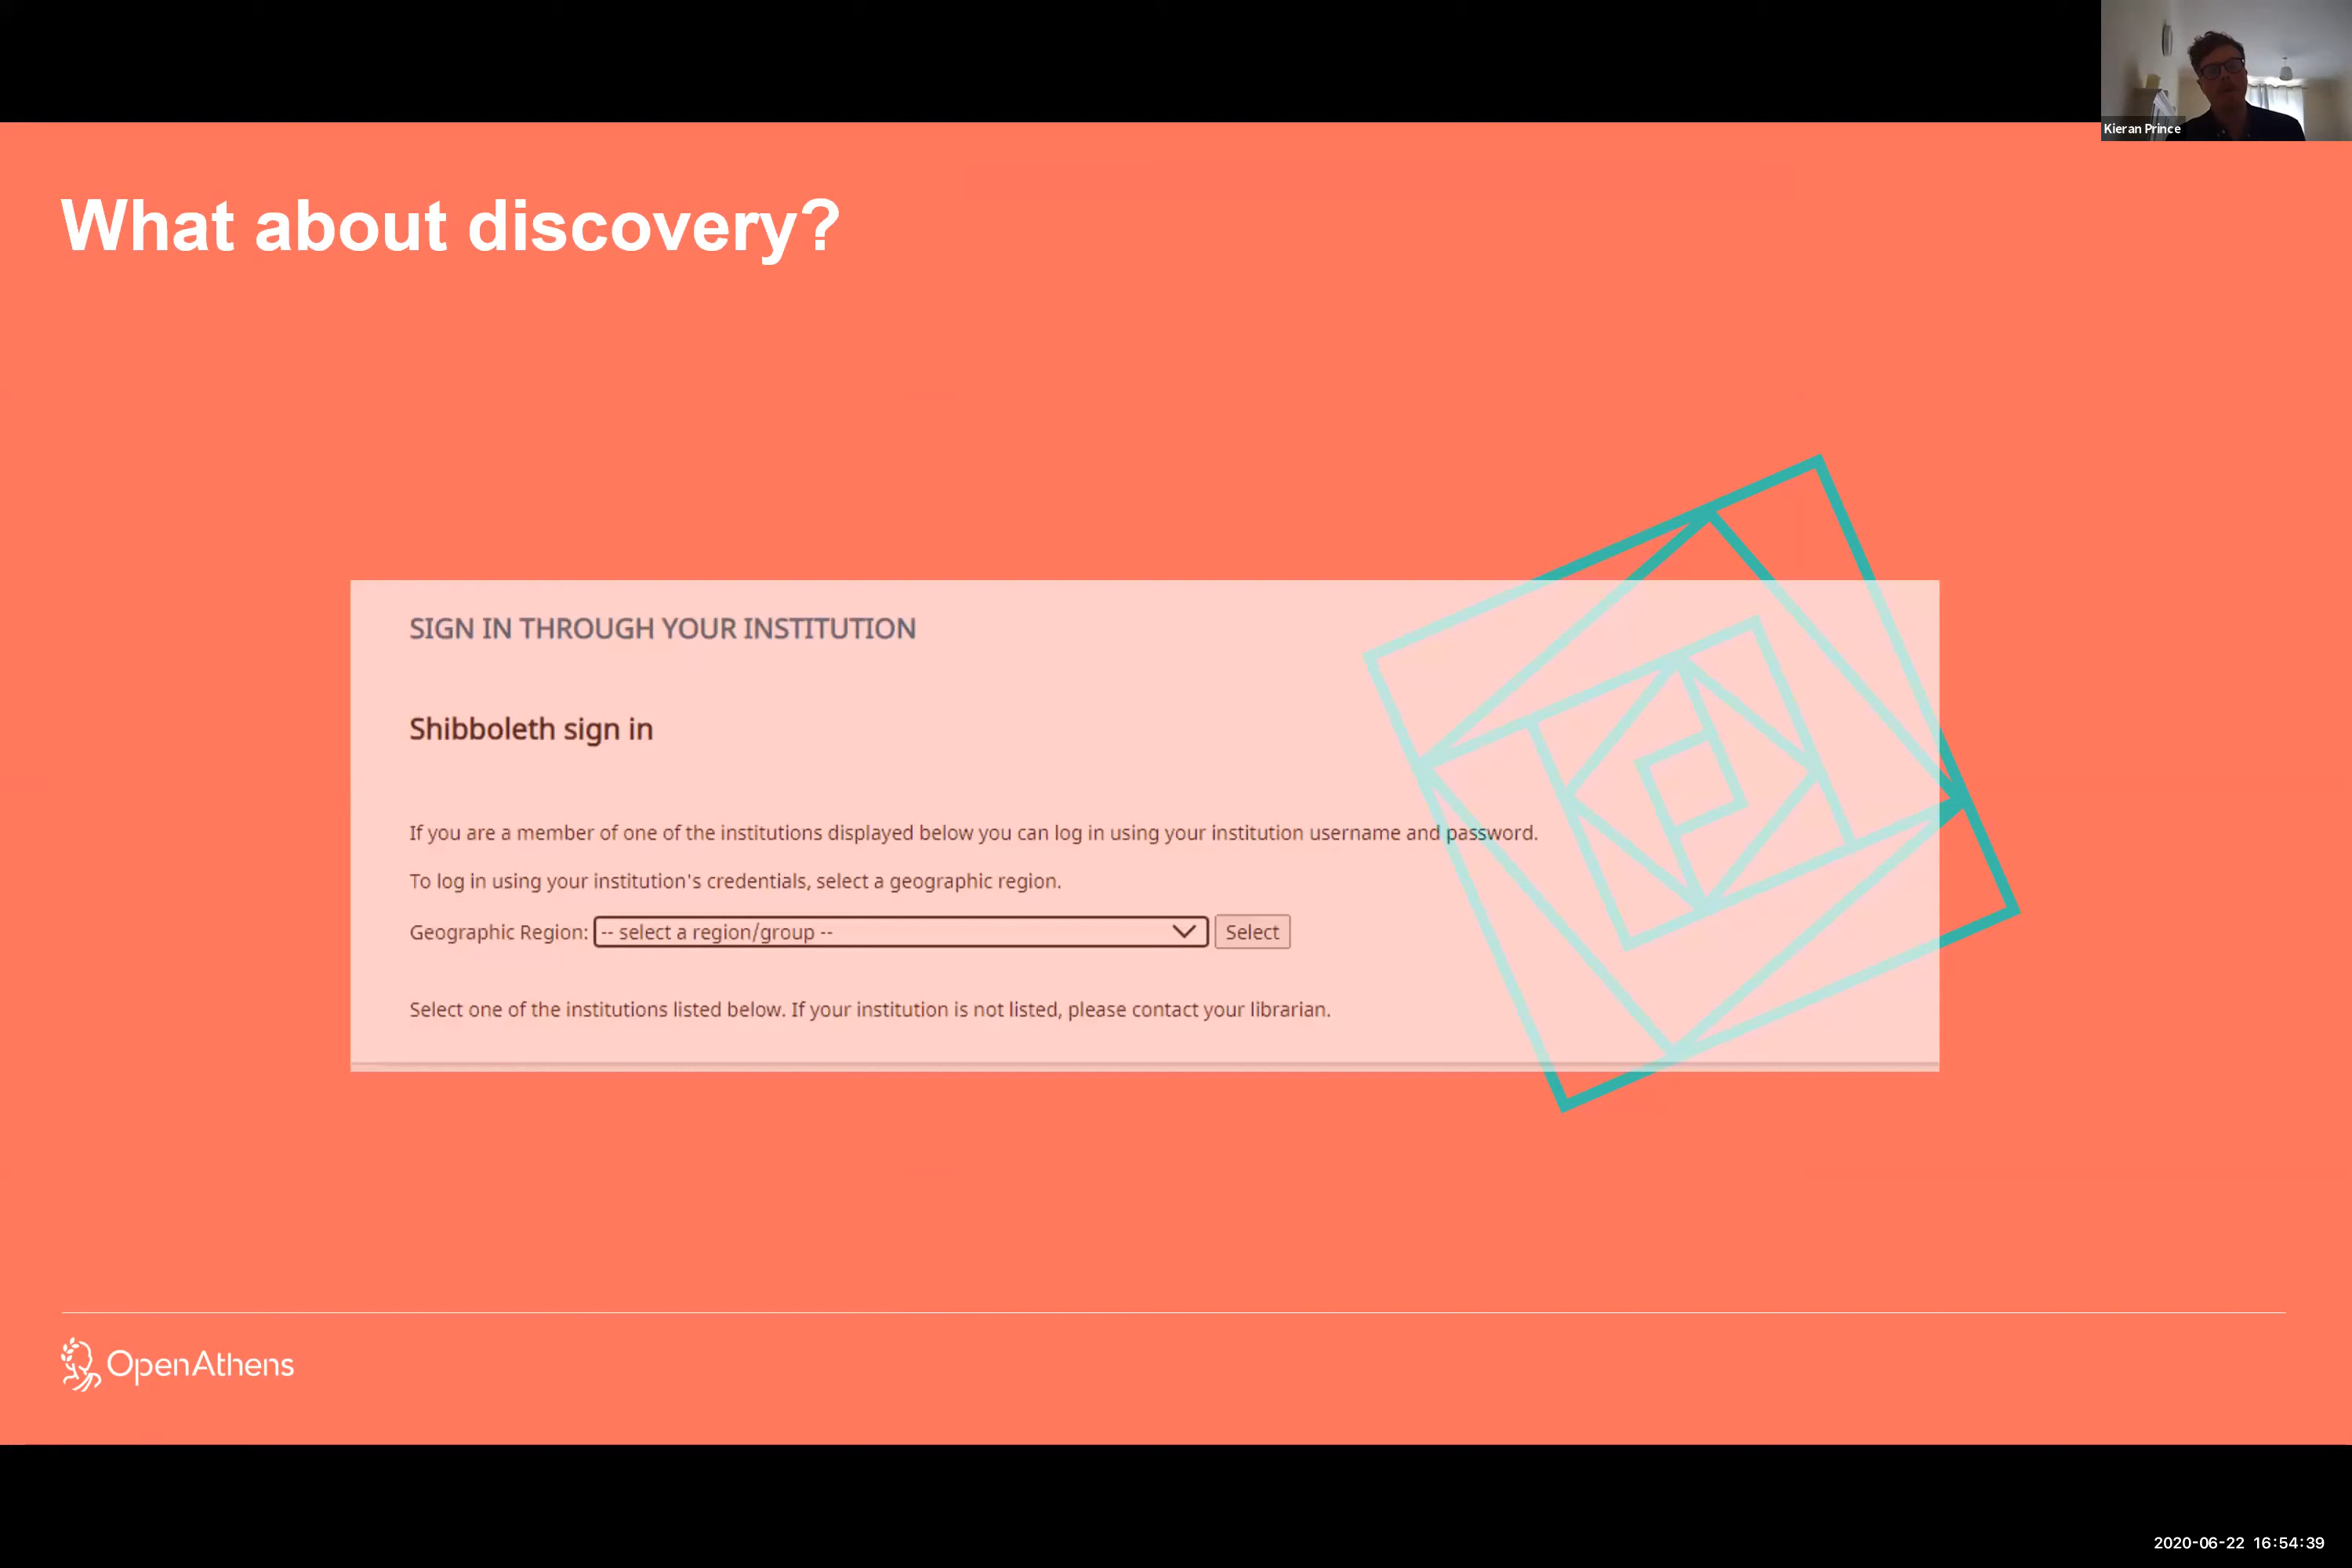 Kieran Prince
What about discovery?
SIGN IN THROUGH YOUR INSTITUTION
Shibboleth sign in
If you are a member of one of the institutions displayed below you can log in using your institution username and password.
To log in using your institution's credentials, select a geographic region.
Geographic Region: -- select a region/group -- Select
Select one of the institutions listed below. If your institution is not listed, please contact your librarian.
OpenAthens
2020-06-22 16:54:39